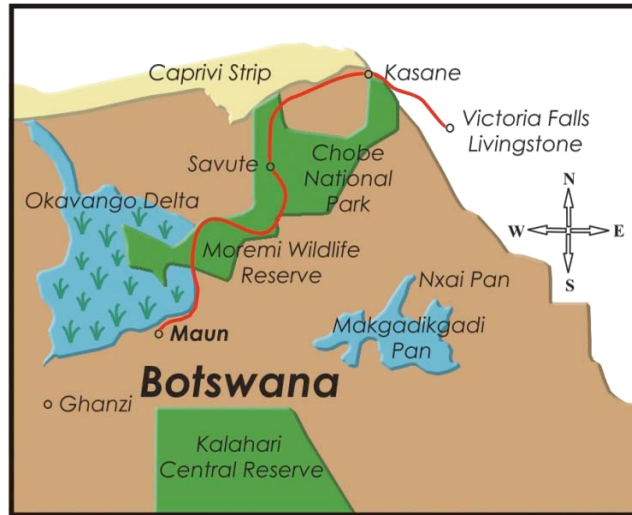 Caprivi Strip
Kasane
Victoria Falls
Livingstone
Savute
Chobe
National
Park
Okavango Delta
N
W
E
S
Moremi Wildlife
Reserve
Nxai Pan
Makgadikgadi
Pan
Maun
Botswana
Ghanzi
Kalahari
Central Reserve